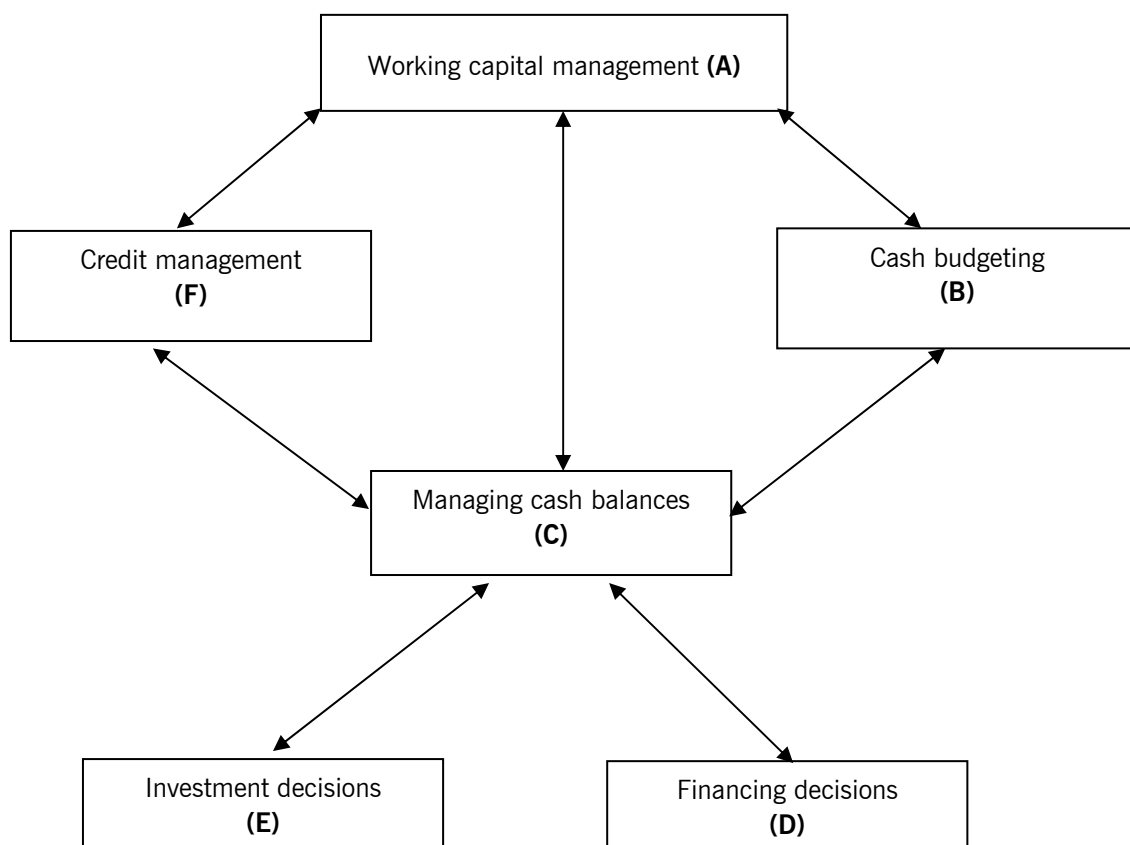 Working capital management (A)
Credit management
(F)
Cash budgeting
(B)
Managing cash balances
(C)
Investment decisions
(E)
Financing decisions
(D)